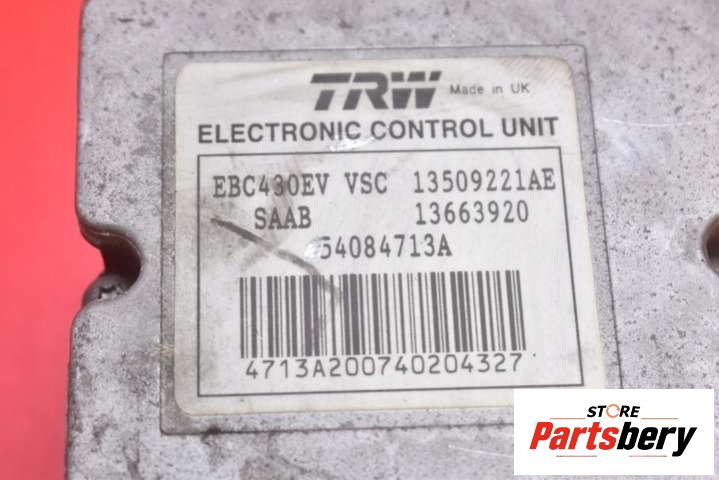 TRW Made in UK
ELECTRONIC CONTROL UNIT
EBC430EV VSC 13509221AE
SAAB 13663920
54084713A
4713A200740204327
STORE
Partsbery